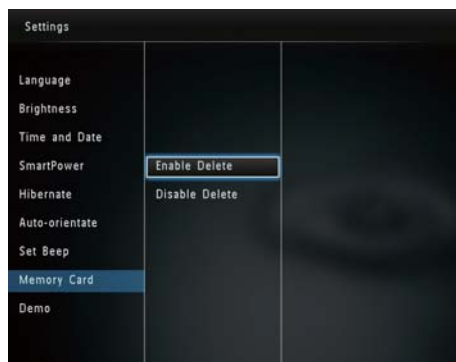 Settings
Language
Brightness
Time and Date
SmartPower
Enable Delete
Hibernate
Disable Delete
Auto-orientate
Set Beep
Memory Card
Demo